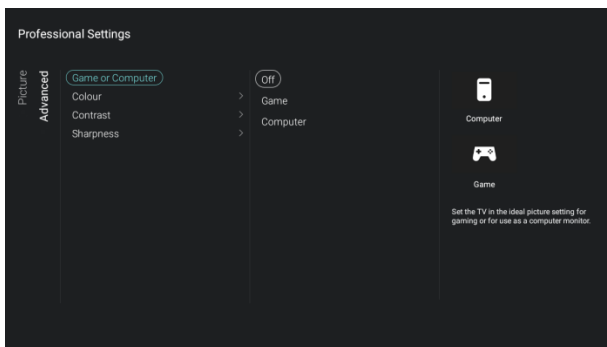 Professional Settings
Picture
Advanced
Game or Computer
Colour
Contrast
Sharpness
Off
Game
Computer
Computer
Game
Set the TV in the ideal picture setting for
gaming or for use as a computer monitor.